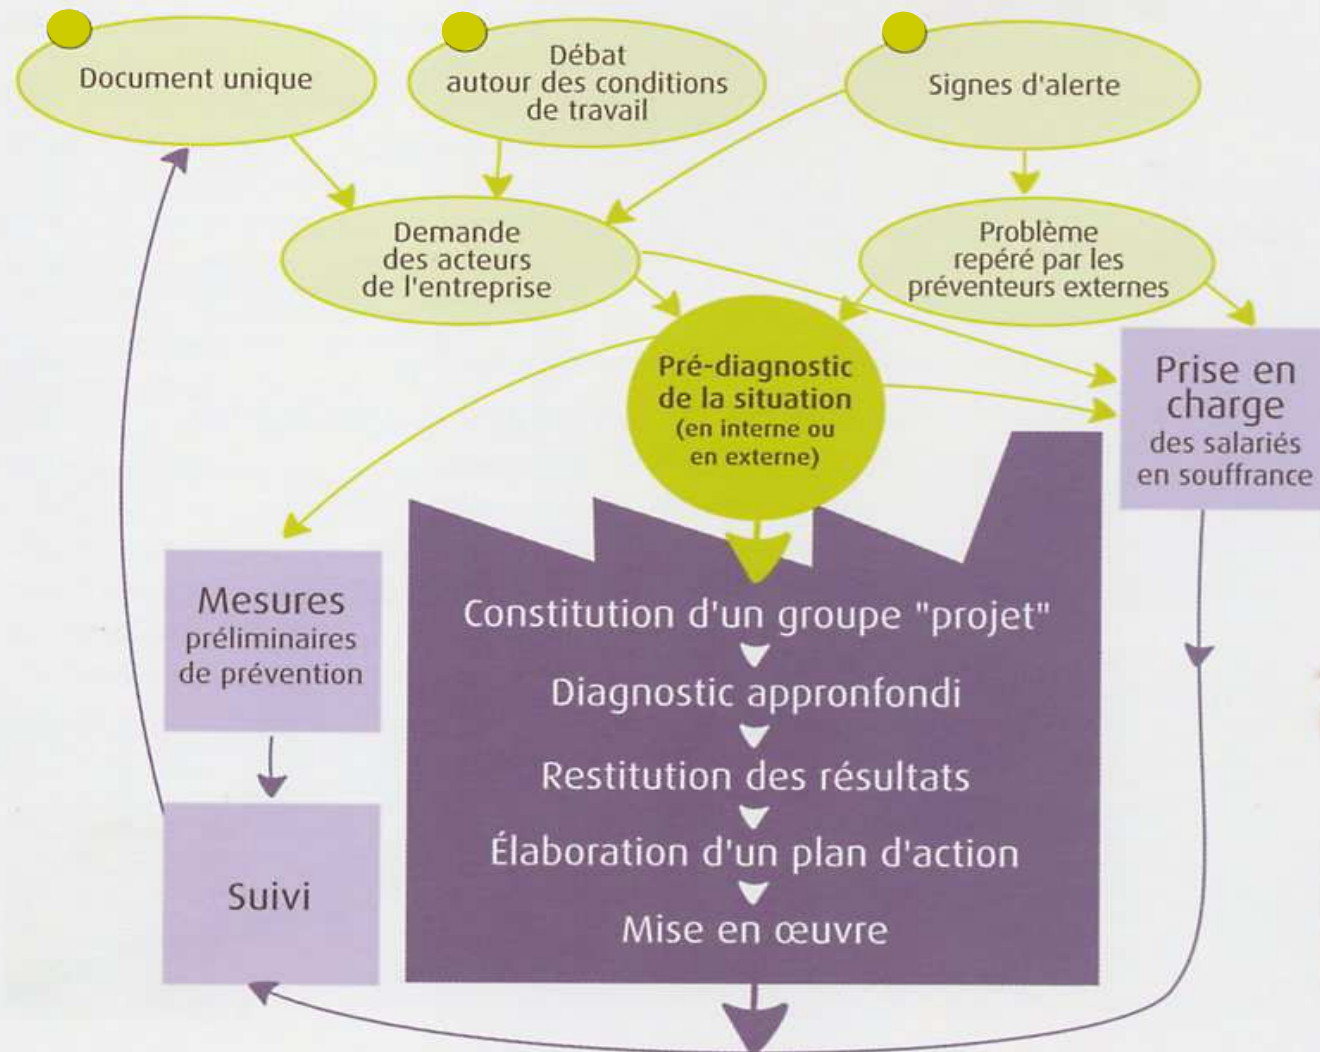 Document unique
Débat
autour des conditions
de travail
Signes d'alerte
Demande
des acteurs
de l'entreprise
Problème
repéré par les
préventeurs externes
Pré-diagnostic
de la situation
(en interne ou
en externe)
Prise en
charge
des salariés
en souffrance
Mesures
préliminaires
de prévention
Constitution d'un groupe "projet"
Diagnostic appronfondi
Restitution des résultats
Élaboration d'un plan d'action
Mise en œuvre
Suivi